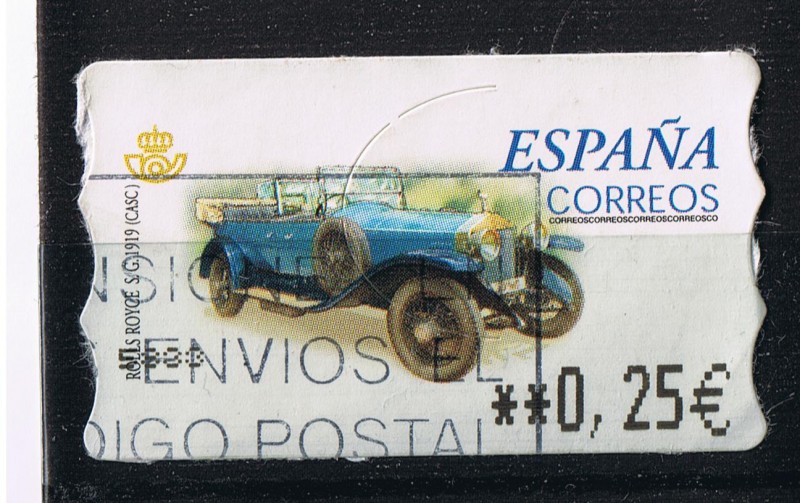 ESPAÑA
CORREOS
CORREOSCORREOSCORREOSCORREOSCO
ROLLS ROYCE S/G 1919 (CASC)
ENVIOS EL
DIGO POSTAL
**0,25€